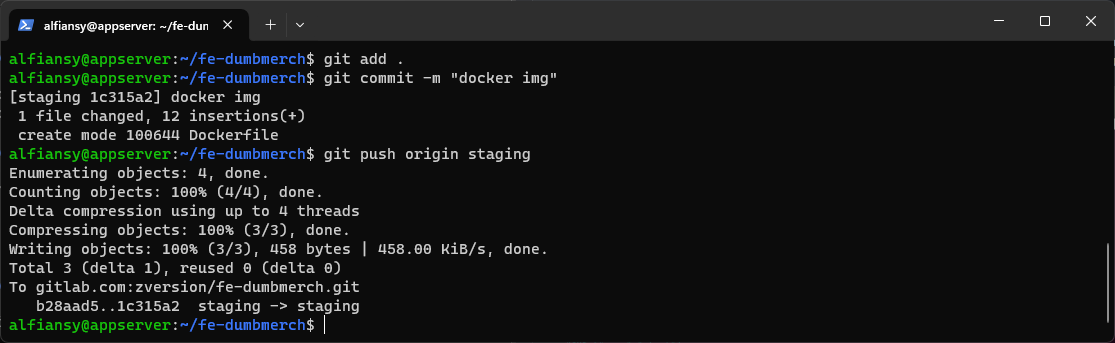 alfiansy@appserver: ~/fe-dun
alfiansy@appserver:~/fe-dumbmerch$ git add .
alfiansy@appserver:~/fe-dumbmerch$ git commit -m "docker img"
[staging 1c315a2] docker img
 1 file changed, 12 insertions(+)
 create mode 100644 Dockerfile
alfiansy@appserver:~/fe-dumbmerch$ git push origin staging
Enumerating objects: 4, done.
Counting objects: 100% (4/4), done.
Delta compression using up to 4 threads
Compressing objects: 100% (3/3), done.
Writing objects: 100% (3/3), 458 bytes | 458.00 KiB/s, done.
Total 3 (delta 1), reused 0 (delta 0)
To gitlab.com:zversion/fe-dumbmerch.git
   b28aad5..1c315a2  staging -> staging
alfiansy@appserver:~/fe-dumbmerch$